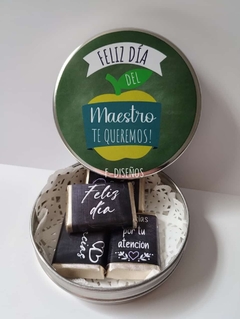 FELIZ DÍA
DEL
Maestro
TE QUEREMOS!
F-DISEÑOS
Feliz
día
por tu
atencion